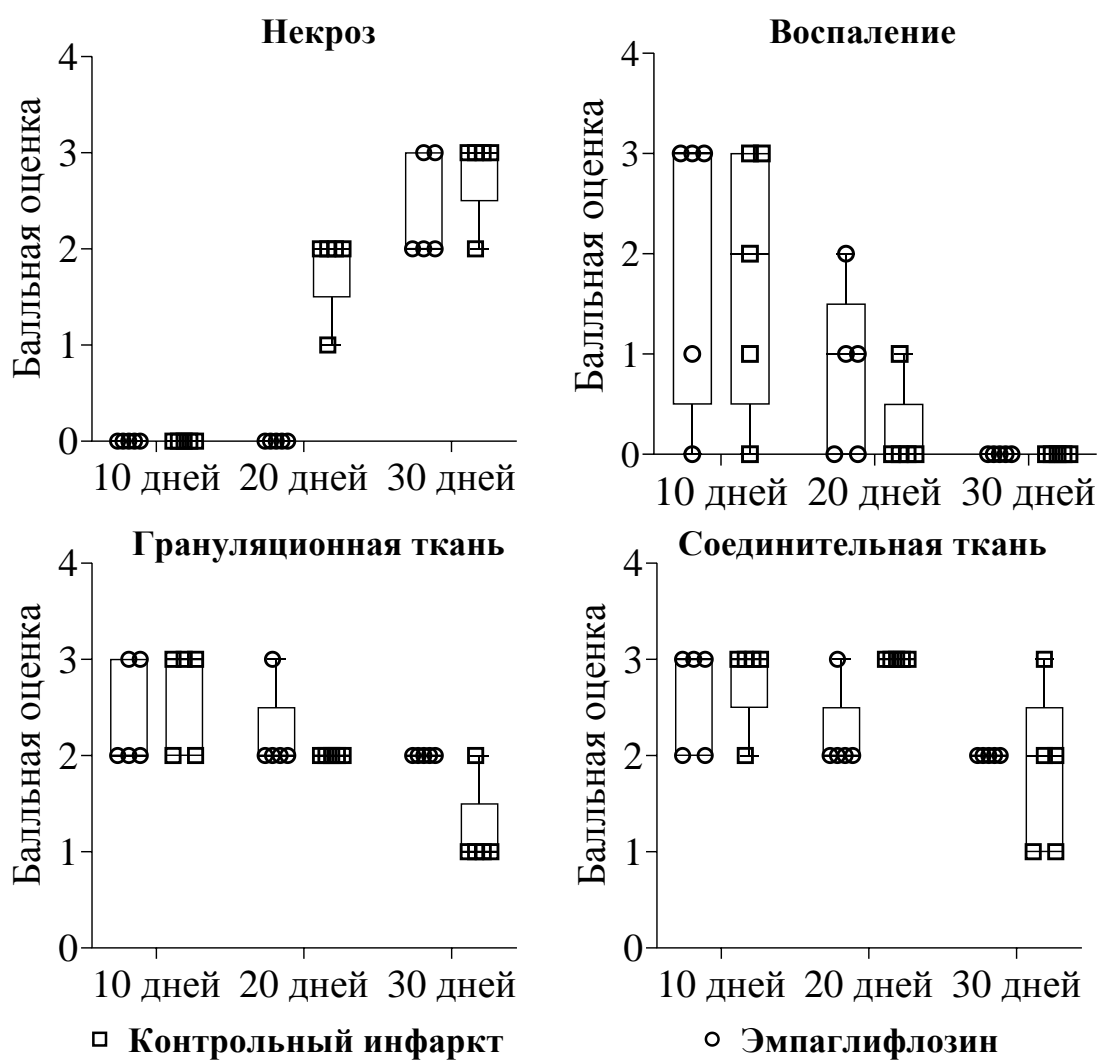 Некроз
Балльная оценка
4
3
2
1
0
10 дней 20 дней 30 дней
Воспаление
Балльная оценка
4
3
2
1
0
10 дней 20 дней 30 дней
Грануляционная ткань
Балльная оценка
4
3
2
1
0
10 дней 20 дней 30 дней
Соединительная ткань
Балльная оценка
4
3
2
1
0
10 дней 20 дней 30 дней
Контрольный инфаркт
Эмпаглифлозин